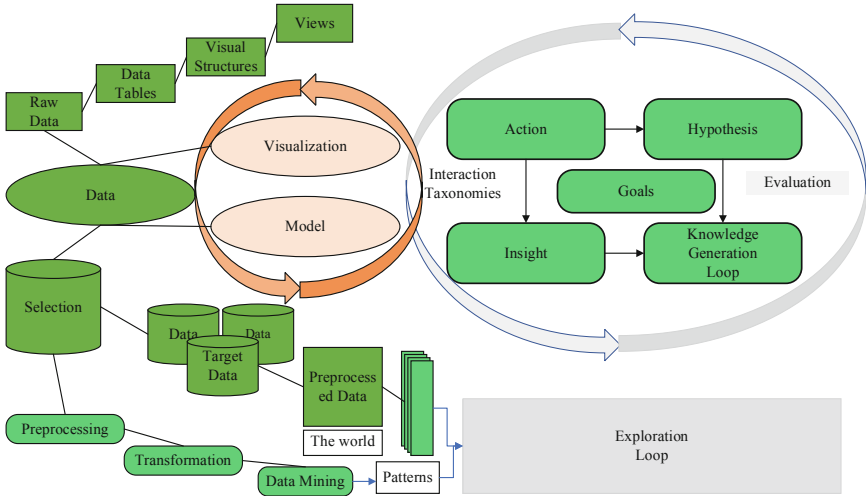 Views
Visual
Structures
Data
Tables
Raw
Data
Visualization
Action
Hypothesis
Interaction
Taxonomies
Data
Goals
Evaluation
Model
Insight
Knowledge
Generation
Loop
Selection
Data
Data
Target
Data
Preprocess
ed Data
Preprocessing
The world
Exploration
Loop
Transformation
Data Mining
Patterns